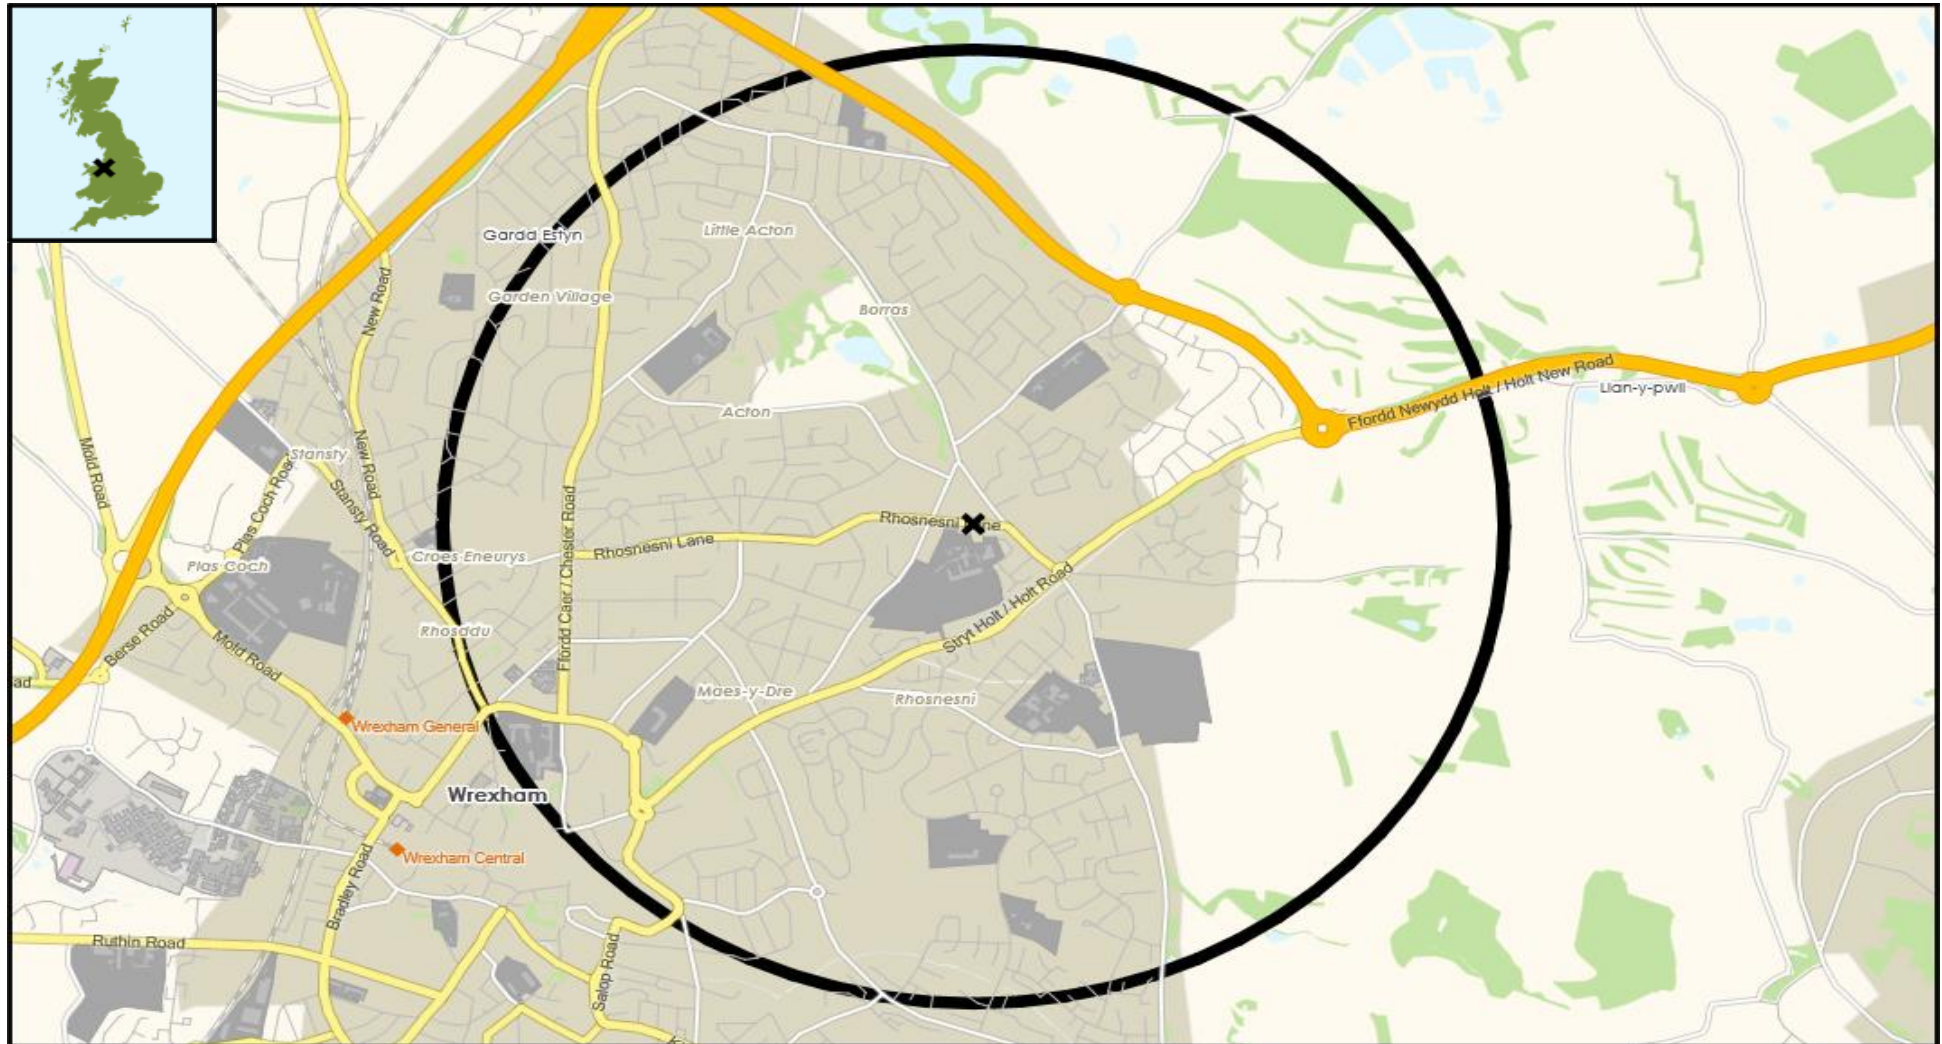 Gardd Estyn
Little Acton
Garden Village
New Road
Borras
Ffordd Newydd Holt / Holt New Road
Llan-y-pwll
Acton
Mold Road
Stansty
New Road
Plas Coch Road
Stansty Road
Ffordd Caer / Chester Road
Rhosnesni
Rhosnesni Lane
Croes Eneurys
Plas Coch
Stryt Holt / Holt Road
Berse Road
Rhosddu
Mold Road
ad
Maes-y-Dre
Rhosnesni
Wrexham General
Wrexham
Wrexham Central
Bradley Road
Ruthin Road
Salop Road